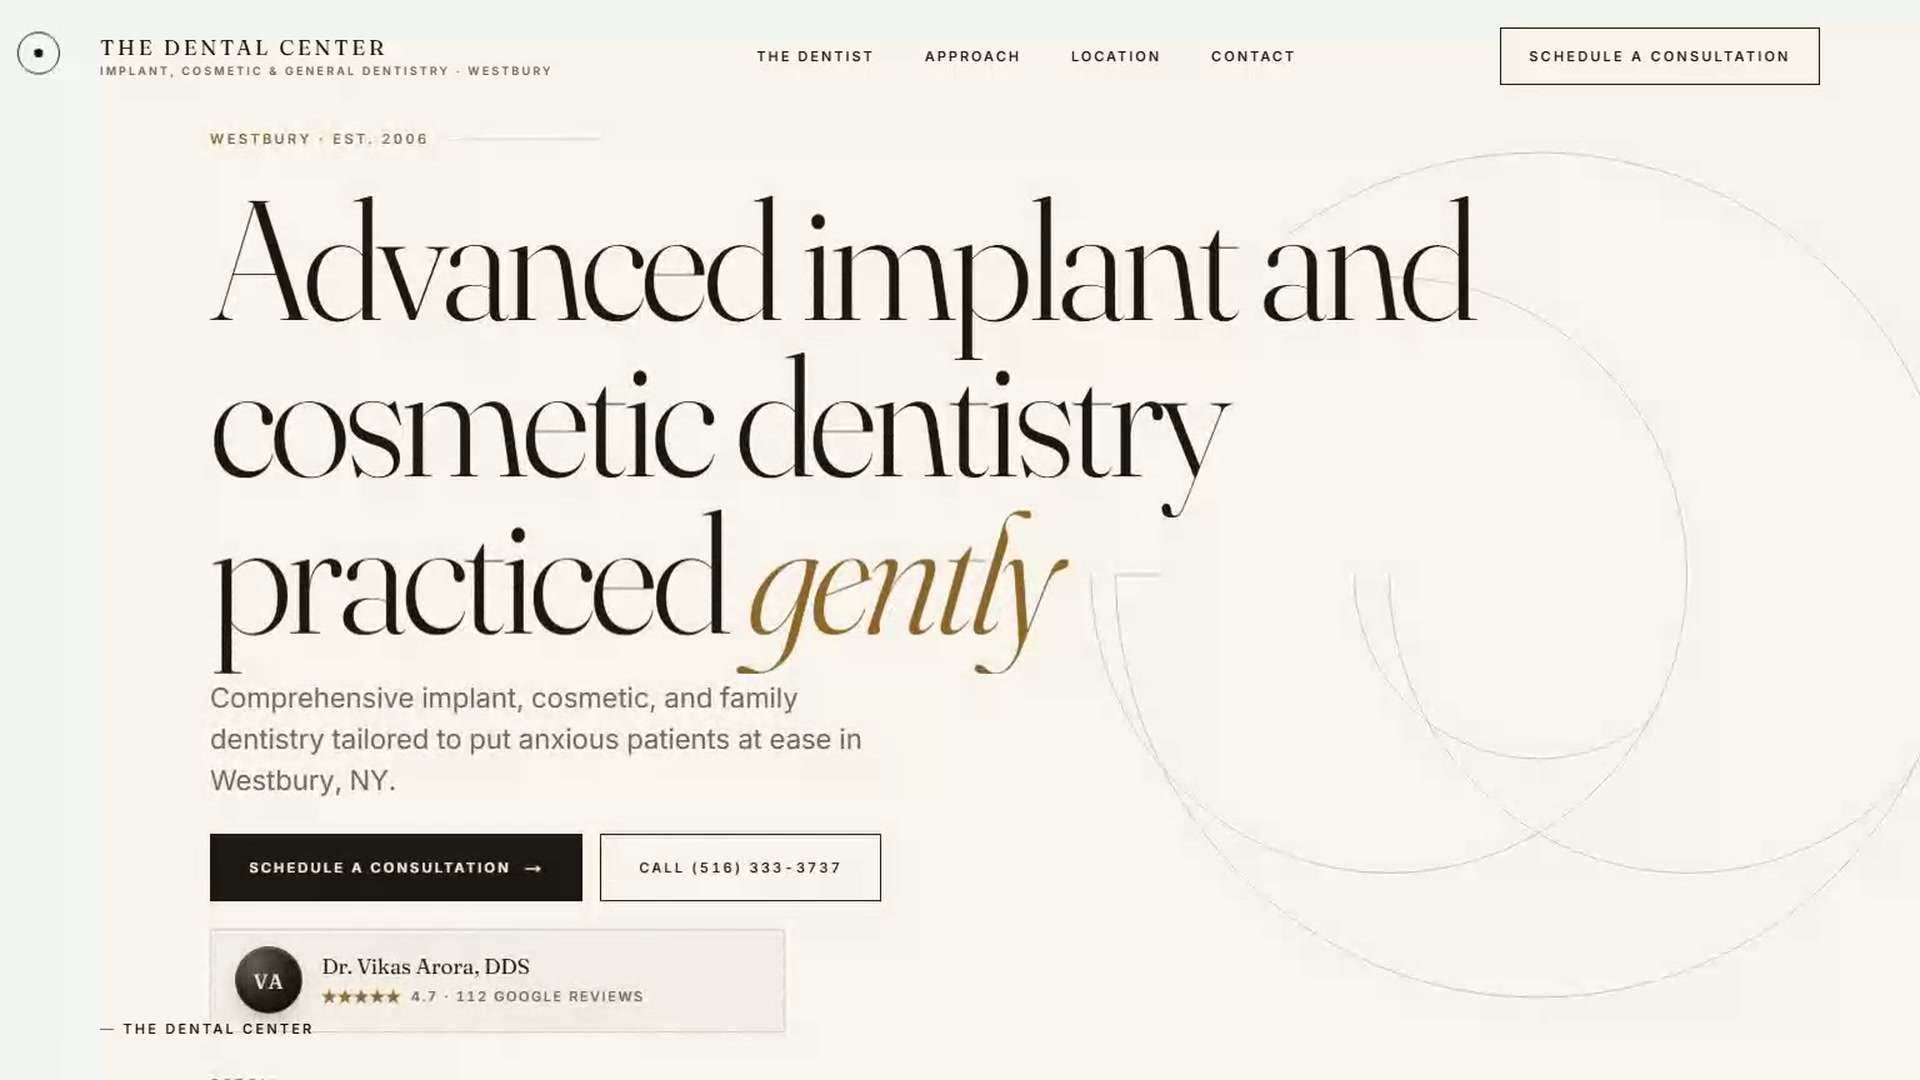 THE DENTAL CENTER
IMPLANT, COSMETIC & GENERAL DENTISTRY · WESTBURY
THE DENTIST
APPROACH
LOCATION
CONTACT
SCHEDULE A CONSULTATION
WESTBURY · EST. 2006
Advanced implant and
cosmetic dentistry
practiced gently
Comprehensive implant, cosmetic, and family
dentistry tailored to put anxious patients at ease in
Westbury, NY.
SCHEDULE A CONSULTATION →
CALL (516) 333-3737
VA
Dr. Vikas Arora, DDS
★★★★★ 4.7 · 112 GOOGLE REVIEWS
— THE DENTAL CENTER